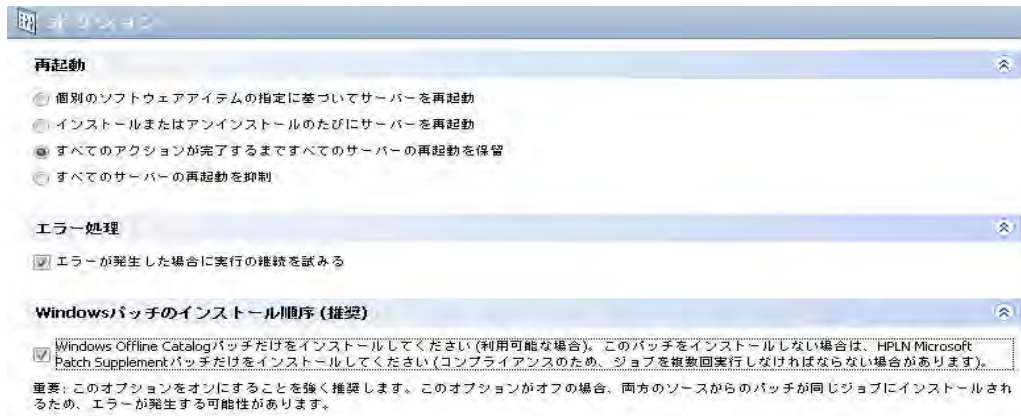 オプション
再起動
個別のソフトウェアアイテムの指定に基づいてサーバーを再起動
インストールまたはアンインストールのたびにサーバーを再起動
すべてのアクションが完了するまですべてのサーバーの再起動を保留
すべてのサーバーの再起動を抑制
エラー処理
エラーが発生した場合に実行の継続を試みる
Windowsパッチのインストール順序 (推奨)
Windows Offline Catalogパッチだけをインストールしてください (利用可能な場合)。このパッチをインストールしない場合は、HPLN Microsoft
Patch Supplementパッチだけをインストールしてください (コンプライアンスのため、ジョブを複数回実行しなければならない場合があります)。
重要: このオプションをオンにすることを強く推奨します。このオプションがオフの場合、両方のソースからのパッチが同じジョブにインストールされ
るため、エラーが発生する可能性があります。